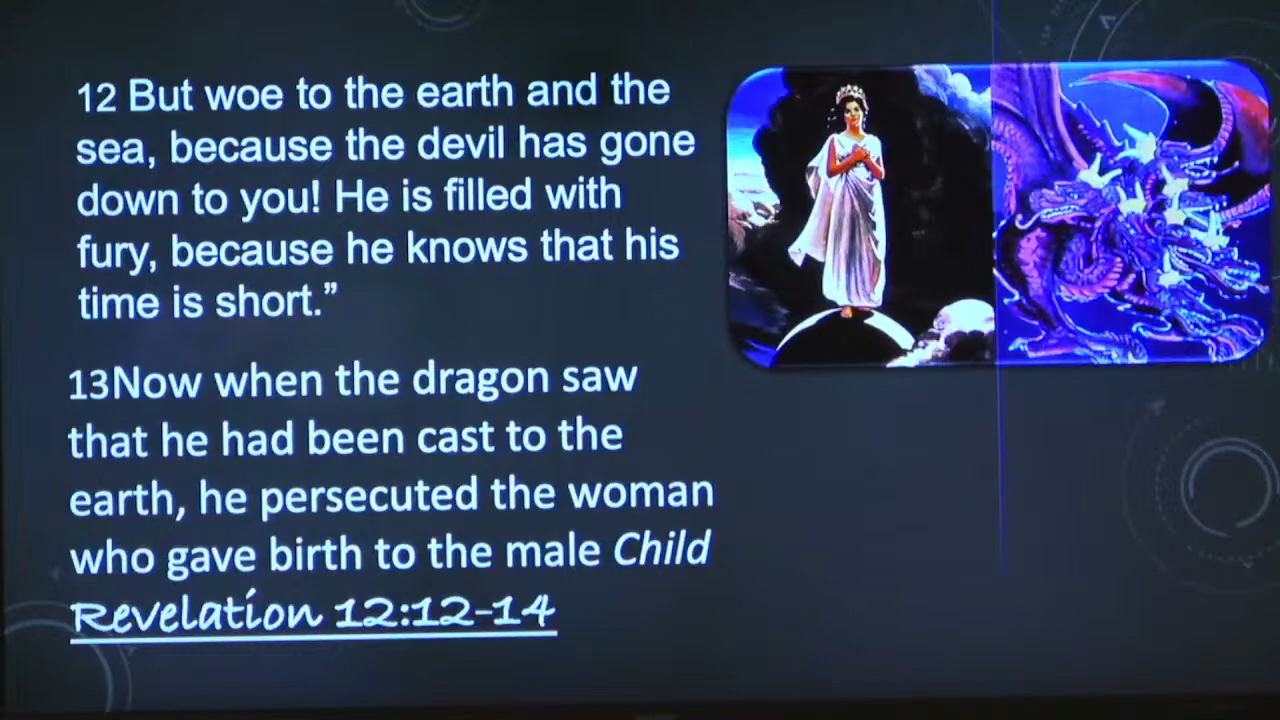 12 But woe to the earth and the
sea, because the devil has gone
down to you! He is filled with
fury, because he knows that his
time is short.”
13Now when the dragon saw
that he had been cast to the
earth, he persecuted the woman
who gave birth to the male Child
Revelation 12:12-14